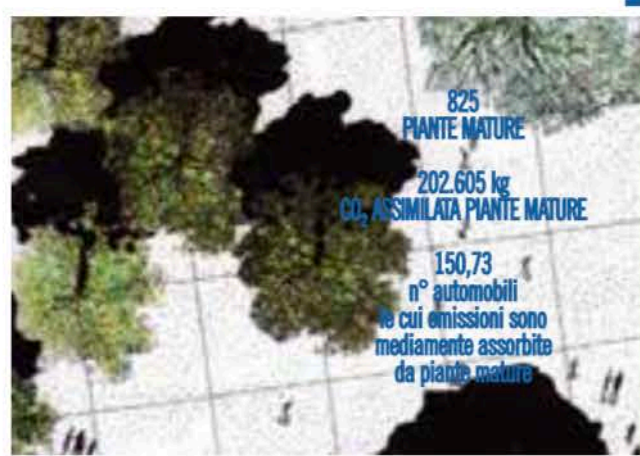 825
PIANTE MATURE
202.605 kg
CO₂ ASSIMILATA PIANTE MATURE
150,73
n° automobili
le cui emissioni sono
mediamente assorbite
da piante mature